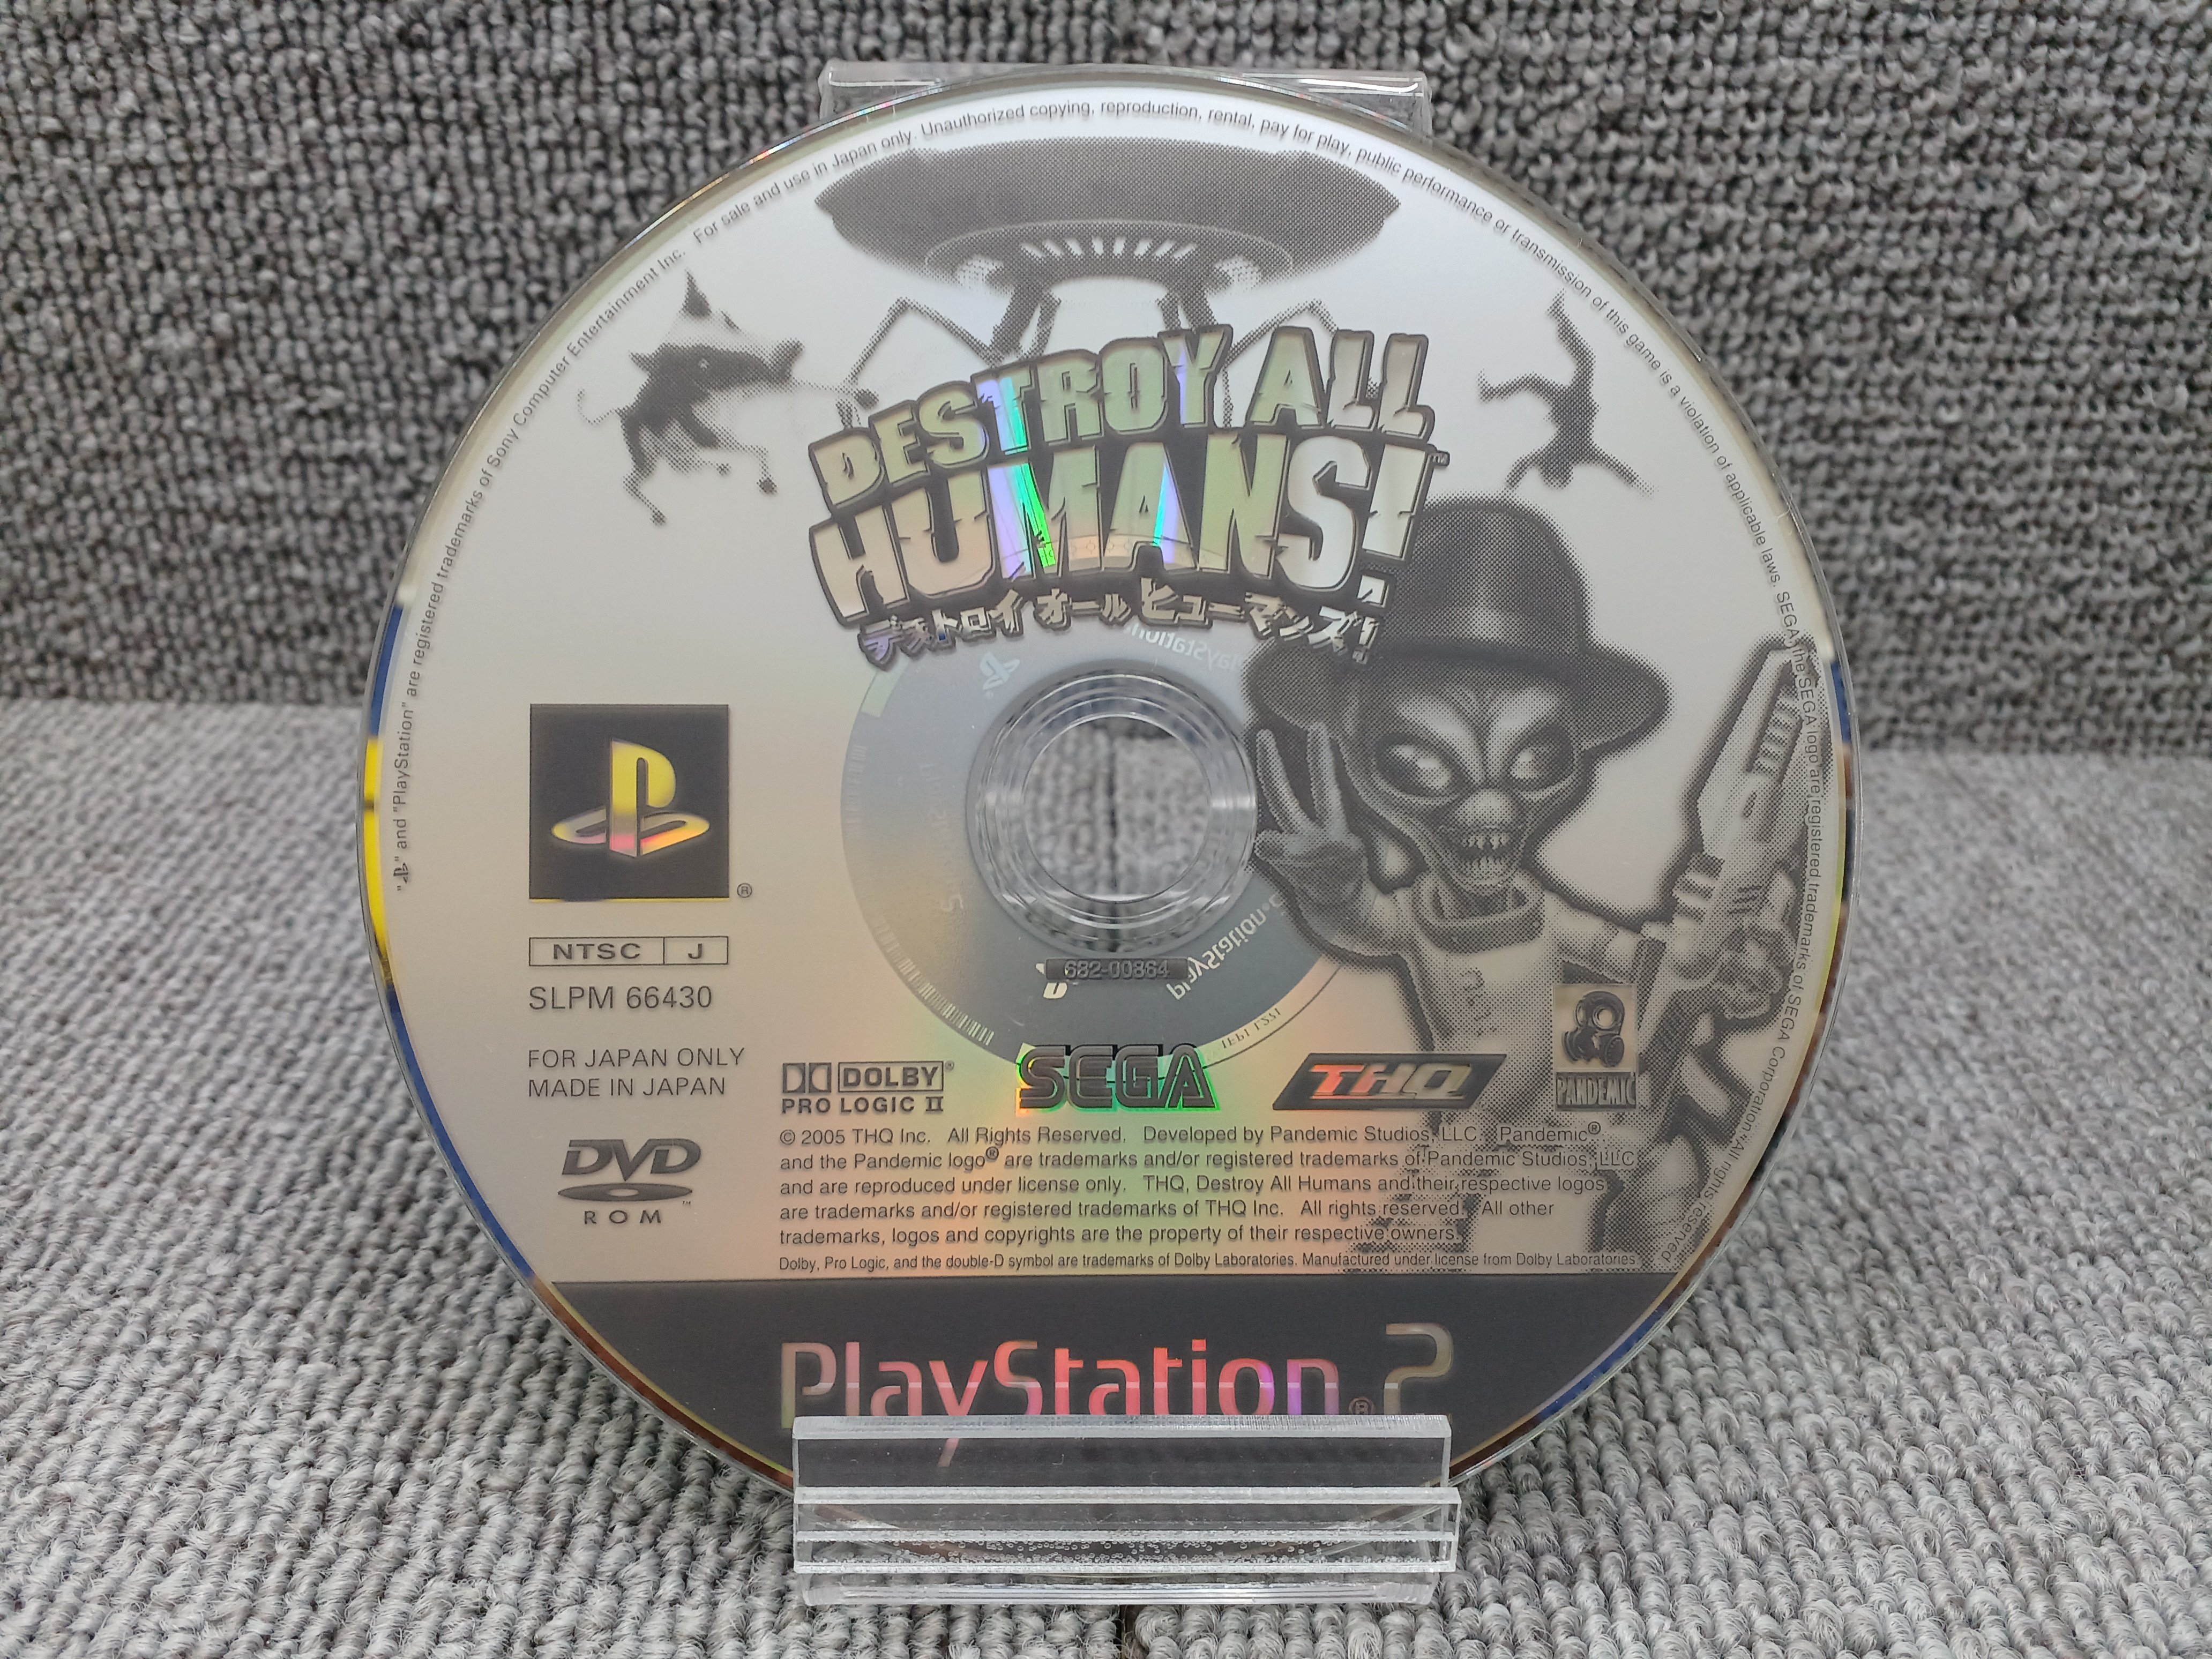 "PS" and "PlayStation" are registered trademarks of Sony Computer Entertainment Inc. For sale and use in Japan only. Unauthorized copying, reproduction, rental, pay for play, public performance or transmission of this game is a violation of applicable laws. SEGA, the SEGA logo are registered trademarks of SEGA Corporation. All rights reserved.
DESTROY ALL
HUMANS!™
デストロイ オール ヒューマンズ!
PlayStation
®
NTSC J
SLPM 66430
FOR JAPAN ONLY
MADE IN JAPAN
DVD
ROM™
682-00864
PlayStation
DOLBY®
PRO LOGIC II
SEGA
THQ
PANDEMIC
© 2005 THQ Inc. All Rights Reserved. Developed by Pandemic Studios, LLC. Pandemic®
and the Pandemic logo® are trademarks and/or registered trademarks of Pandemic Studios, LLC
and are reproduced under license only. THQ, Destroy All Humans and their respective logos
are trademarks and/or registered trademarks of THQ Inc. All rights reserved. All other
trademarks, logos and copyrights are the property of their respective owners.
Dolby, Pro Logic, and the double-D symbol are trademarks of Dolby Laboratories. Manufactured under license from Dolby Laboratories.
PlayStation®2